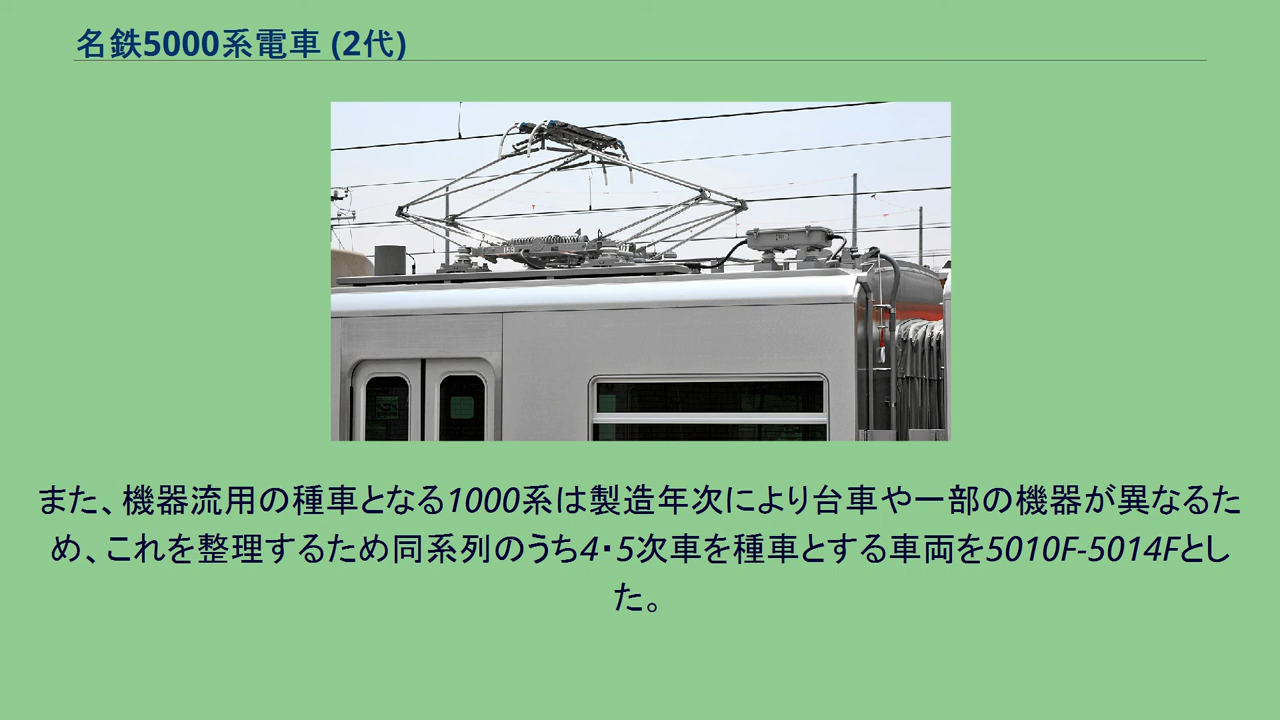 名鉄5000系電車 (2代)
また、機器流用の種車となる1000系は製造年次により台車や一部の機器が異なるた
め、これを整理するため同系列のうち4・5次車を種車とする車両を5010F-5014Fとし
た。